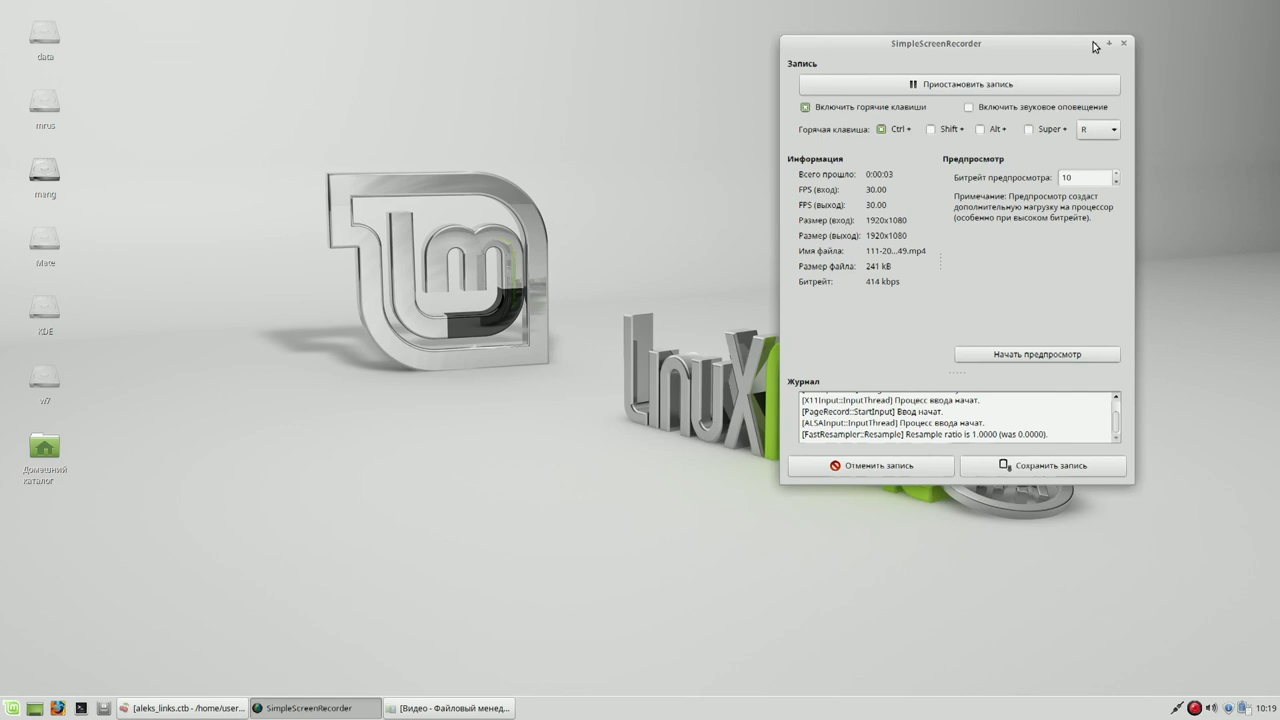 data
mrus
mang
Mate
KDE
w7
Домашний
каталог
LinuX
SimpleScreenRecorder
Запись
Приостановить запись
Включить горячие клавиши
Включить звуковое оповещение
Горячая клавиша: Ctrl + Shift + Alt + Super + R
Информация
Всего прошло: 0:00:03
FPS (вход): 30.00
FPS (выход): 30.00
Размер (вход): 1920x1080
Размер (выход): 1920x1080
Имя файла: 111-20...49.mp4
Размер файла: 241 kB
Битрейт: 414 kbps
Предпросмотр
Битрейт предпросмотра: 10
Примечание: Предпросмотр создаст
дополнительную нагрузку на процессор
(особенно при высоком битрейте).
Начать предпросмотр
Журнал
[X11Input::InputThread] Процесс ввода начат.
[PageRecord::StartInput] Ввод начат.
[ALSAInput::InputThread] Процесс ввода начат.
[FastResampler::Resample] Resample ratio is 1.0000 (was 0.0000).
Отменить запись
Сохранить запись
[aleks_links.ctb - /home/user...
SimpleScreenRecorder
[Видео - Файловый менед...
10:19